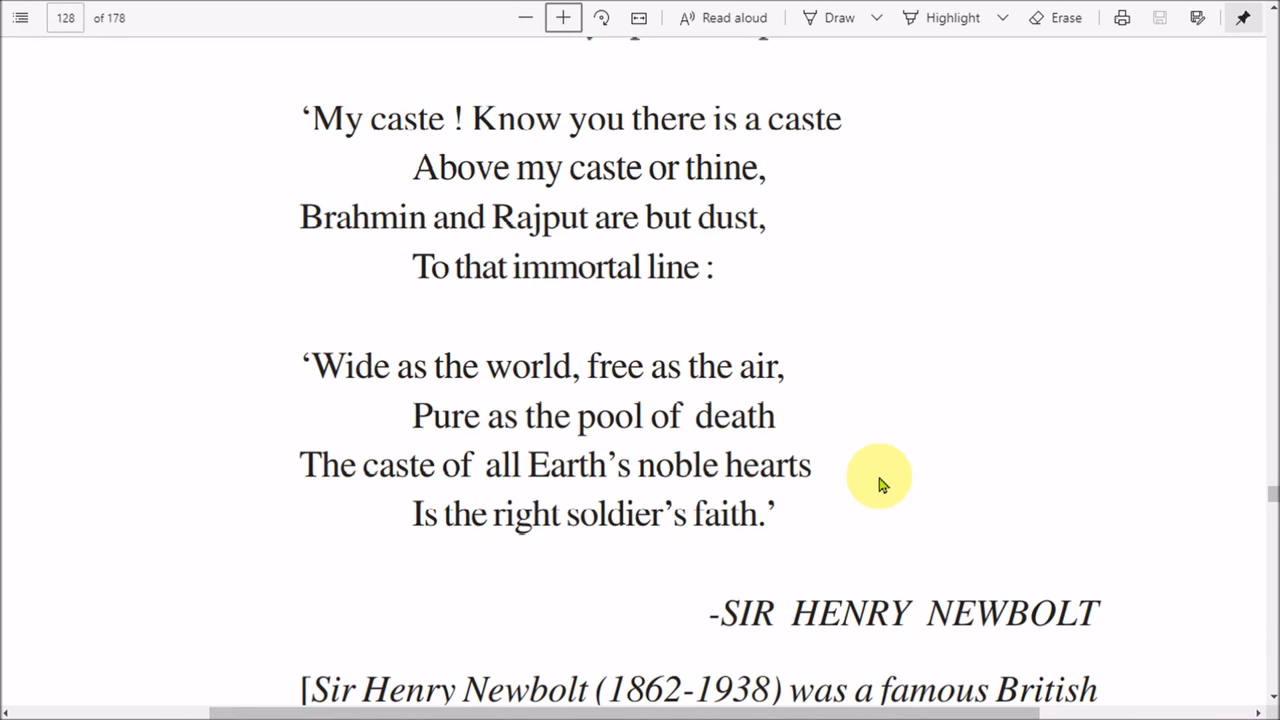 128 of 178 Read aloud Draw Highlight Erase
‘My caste ! Know you there is a caste
Above my caste or thine,
Brahmin and Rajput are but dust,
To that immortal line :
‘Wide as the world, free as the air,
Pure as the pool of death
The caste of all Earth’s noble hearts
Is the right soldier’s faith.’
-SIR HENRY NEWBOLT
[Sir Henry Newbolt (1862-1938) was a famous British